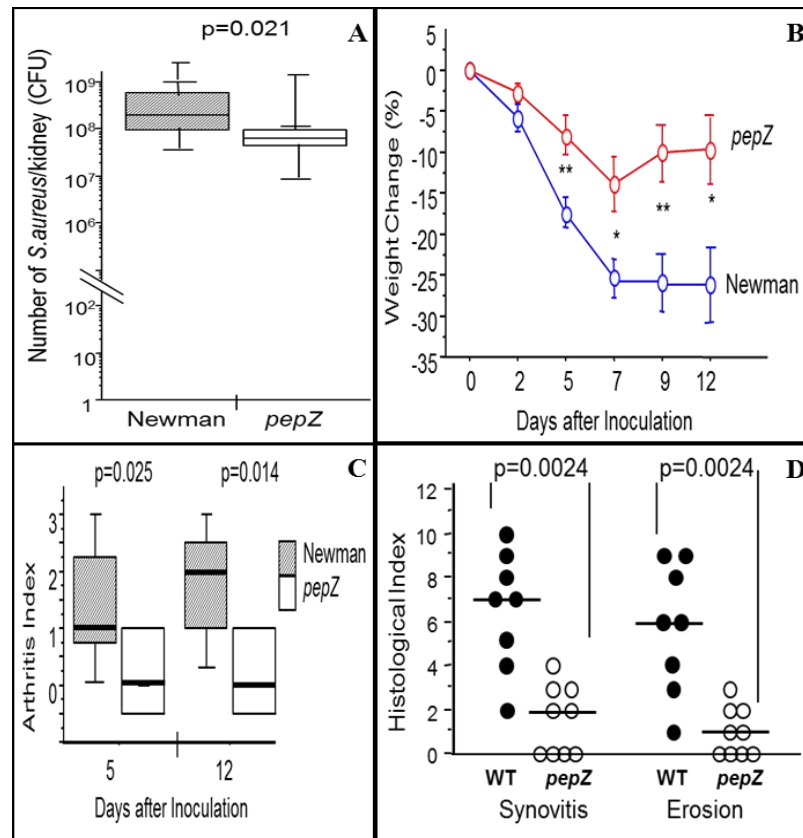 p=0.021
A
Number of S.aureus/kidney (CFU)
10⁹
10⁸
10⁷
10⁶
10²
10¹
1
Newman
pepZ
B
Weight Change (%)
5
0
-5
-10
-15
-20
-25
-30
-35
**
*
**
*
pepZ
Newman
0 2 5 7 9 12
Days after Inoculation
C
p=0.025 p=0.014
Arthritis Index
3
2
1
0
Newman
pepZ
5 12
Days after Inoculation
D
p=0.0024 p=0.0024
Histological Index
12
10
8
6
4
2
0
WT pepZ WT pepZ
Synovitis Erosion